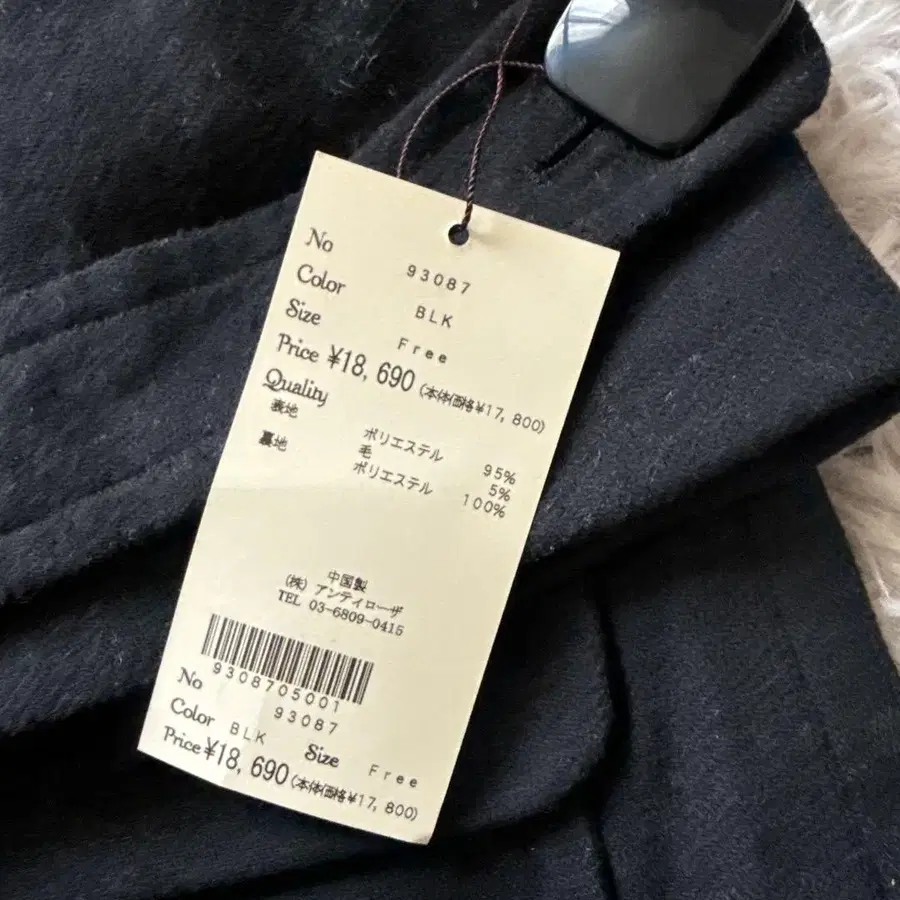 No 93087
Color BLK
Size Free
Price ¥18,690 (本体価格¥17,800)
Quality
表地 ポリエステル 95%
毛 5%
裏地 ポリエステル 100%
中国製
(株) アンティローザ
TEL 03-6809-0415
9308705001
No 93087
Color BLK Size Free
Price ¥18,690 (本体価格¥17,800)